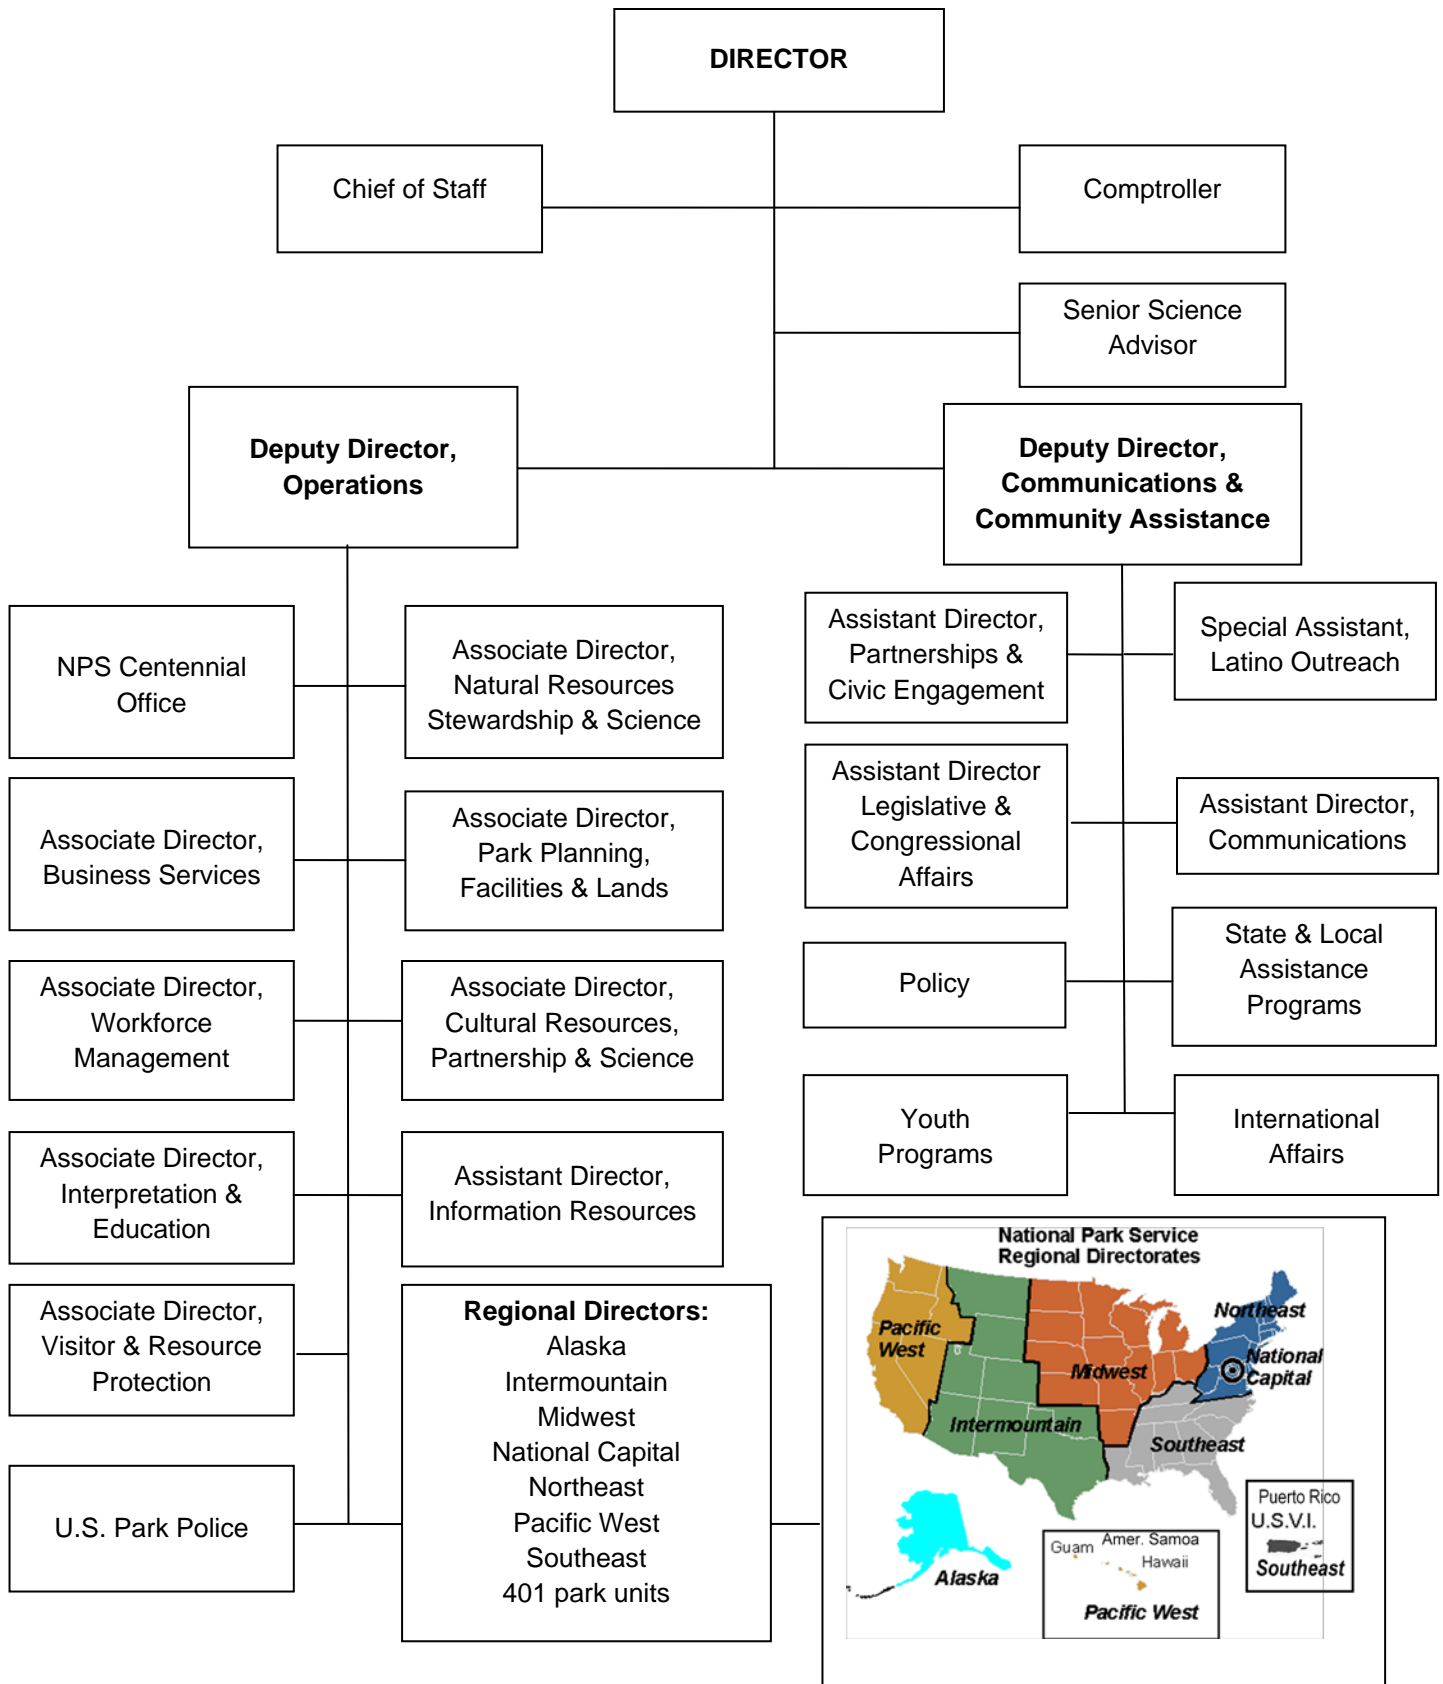 DIRECTOR
Chief of Staff
Comptroller
Senior Science
Advisor
Deputy Director,
Operations
Deputy Director,
Communications &
Community Assistance
NPS Centennial
Office
Associate Director,
Natural Resources
Stewardship & Science
Associate Director,
Business Services
Associate Director,
Park Planning,
Facilities & Lands
Associate Director,
Workforce
Management
Associate Director,
Cultural Resources,
Partnership & Science
Associate Director,
Interpretation &
Education
Assistant Director,
Information Resources
Associate Director,
Visitor & Resource
Protection
U.S. Park Police
Regional Directors:
Alaska
Intermountain
Midwest
National Capital
Northeast
Pacific West
Southeast
401 park units
Assistant Director,
Partnerships &
Civic Engagement
Special Assistant,
Latino Outreach
Assistant Director
Legislative &
Congressional
Affairs
Assistant Director,
Communications
Policy
State & Local
Assistance
Programs
Youth
Programs
International
Affairs
National Park Service
Regional Directorates
Pacific
West
Midwest
Northeast
National
Capital
Intermountain
Southeast
Alaska
Guam
Amer. Samoa
Hawaii
Pacific West
Puerto Rico
U.S.V.I.
Southeast